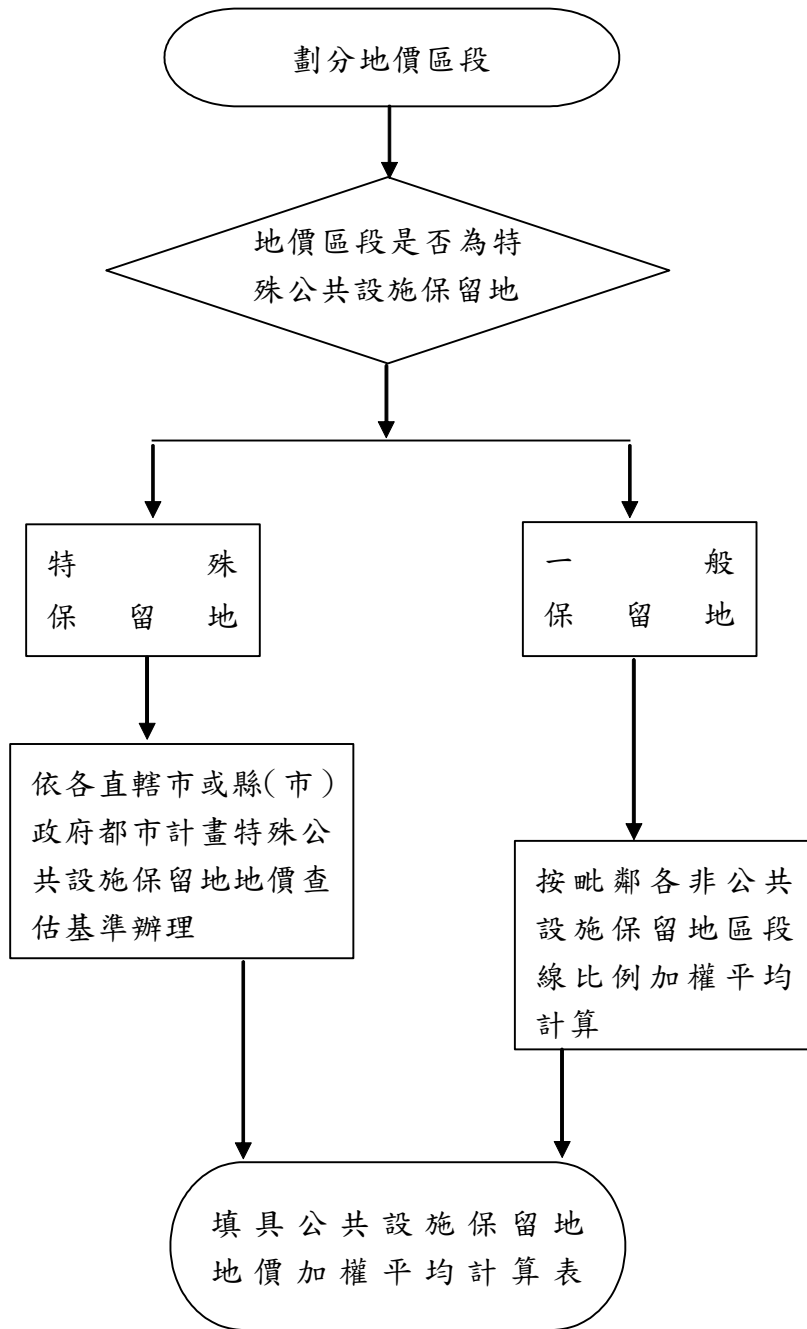 劃分地價區段
地價區段是否為特
殊公共設施保留地
特殊
保留地
一般
保留地
依各直轄市或縣(市)
政府都市計畫特殊公
共設施保留地地價查
估基準辦理
按毗鄰各非公共
設施保留地區段
線比例加權平均
計算
填具公共設施保留地
地價加權平均計算表